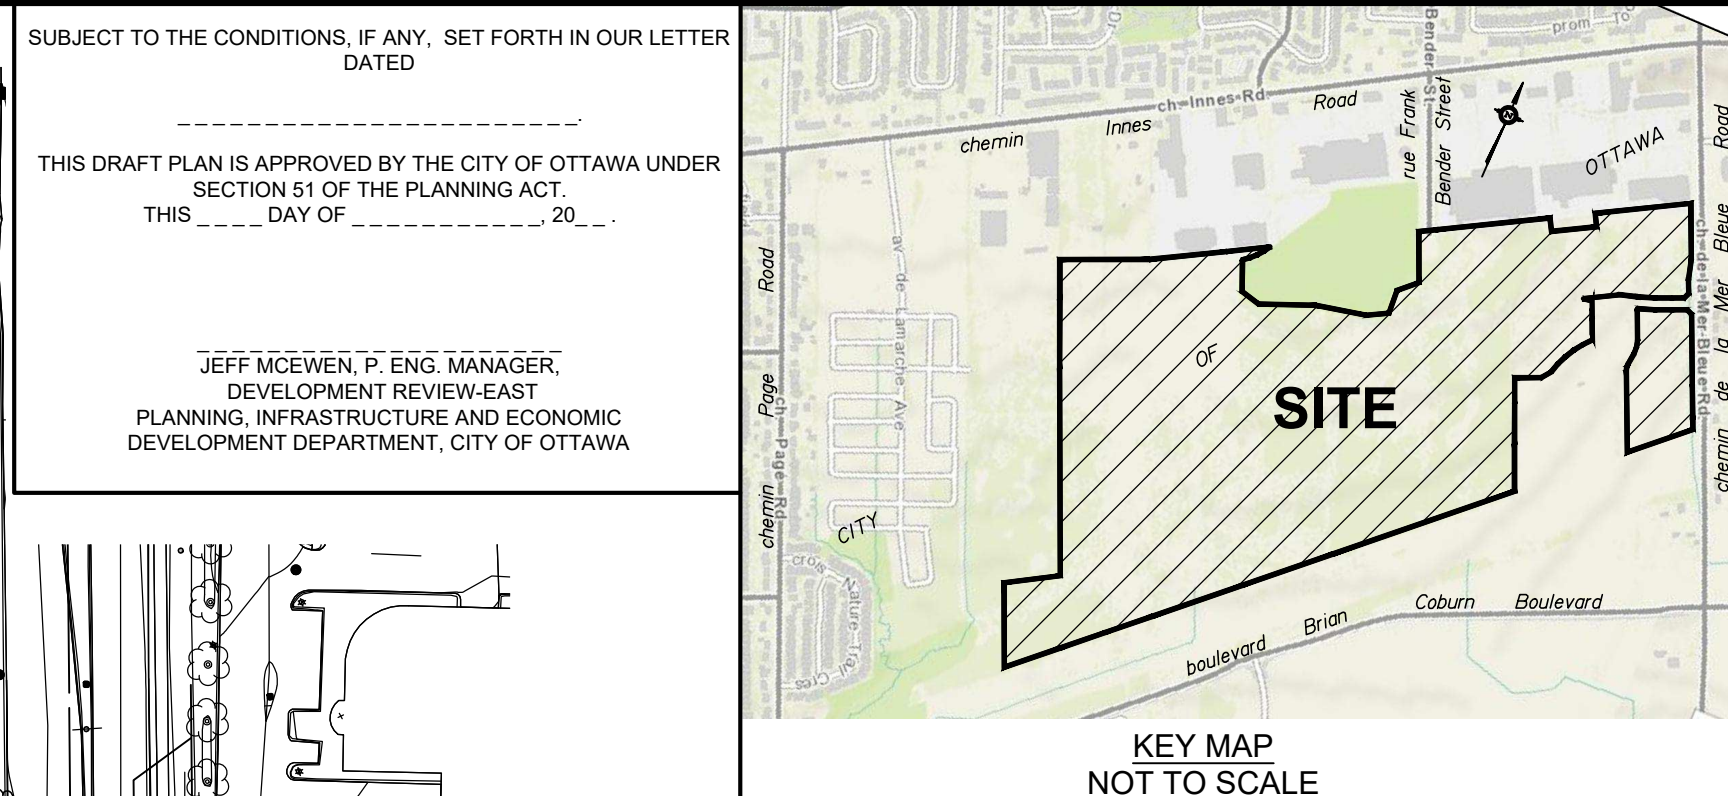 SUBJECT TO THE CONDITIONS, IF ANY, SET FORTH IN OUR LETTER
DATED
_ _ _ _ _ _ _ _ _ _ _ _ _ _ _ _ _ _ _ _ _ _ _ _ _ _ _ _ _.
THIS DRAFT PLAN IS APPROVED BY THE CITY OF OTTAWA UNDER
SECTION 51 OF THE PLANNING ACT.
THIS _ _ _ _ DAY OF _ _ _ _ _ _ _ _ _ _ _ _, 20_ _ .
_ _ _ _ _ _ _ _ _ _ _ _ _ _ _ _ _ _ _ _ _ _ _ _ _ _
JEFF MCEWEN, P. ENG. MANAGER,
DEVELOPMENT REVIEW-EAST
PLANNING, INFRASTRUCTURE AND ECONOMIC
DEVELOPMENT DEPARTMENT, CITY OF OTTAWA
Bender St.
prom To
ch. Innes Rd.
chemin Innes Road
rue Frank
Bender Street
N
OTTAWA
chemin de la Mer Bleue Road
ch-de-la-Mer-Bleue-Rd.
chemin Page Road
ch-Page-Rd.
av-de-Lamarche-Ave
OF
SITE
CITY
crois Nature-Trail Cres
boulevard Brian Coburn Boulevard
KEY MAP
NOT TO SCALE